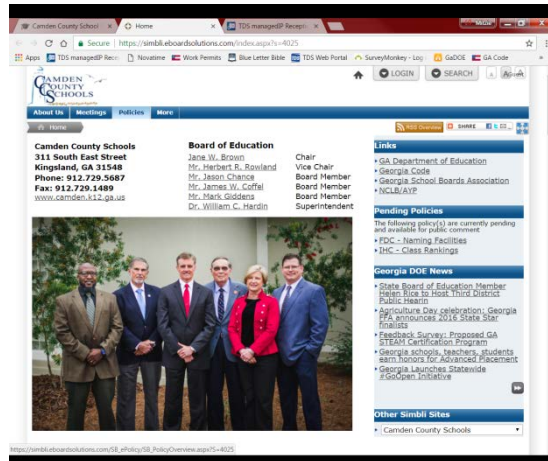 Camden County School
Home
TDS managedIP Recepti
Secure | https://simbli.eboardsolutions.com/index.aspx?s=4025
Apps
TDS managedIP Rece
Novatime
Work Permits
Blue Letter Bible
TDS Web Portal
SurveyMonkey - Log
GaDOE
GA Code
CAMDEN
COUNTY
SCHOOLS
LOGIN
SEARCH
About Us
Meetings
Policies
More
Home
RSS Overview
SHARE
Camden County Schools
311 South East Street
Kingsland, GA 31548
Phone: 912.729.5687
Fax: 912.729.1489
www.camden.k12.ga.us
Board of Education
Jane W. Brown Chair
Mr. Herbert R. Rowland Vice Chair
Mr. Jason Chance Board Member
Mr. James W. Coffel Board Member
Mr. Mark Giddens Board Member
Dr. William C. Hardin Superintendent
Links
GA Department of Education
Georgia Code
Georgia School Boards Association
NCLB/AYP
Pending Policies
The following policy(s) are currently pending
and available for public comment
FDC - Naming Facilities
IHC - Class Rankings
Georgia DOE News
State Board of Education Member
Helen Rice to Host Third District
Public Hearin
Agriculture Day celebration: Georgia
FFA announces 2016 State Star
finalists
Feedback Survey: Proposed GA
STEAM Certification Program
Georgia schools, teachers, students
earn honors for Advanced Placement
Georgia Launches Statewide
#GoOpen Initiative
Other Simbli Sites
Camden County Schools
https://simbli.eboardsolutions.com/SB_ePolicy/SB_PolicyOverview.aspx?S=4025